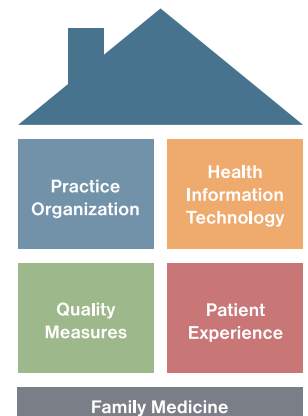 Practice
Organization
Health
Information
Technology
Quality
Measures
Patient
Experience
Family Medicine